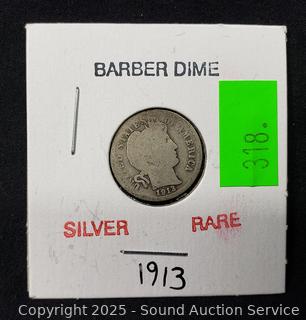 BARBER DIME
318.
UNITED STATES OF AMERICA
1913
SILVER
RARE
1913
Copyright 2025 - Sound Auction Service